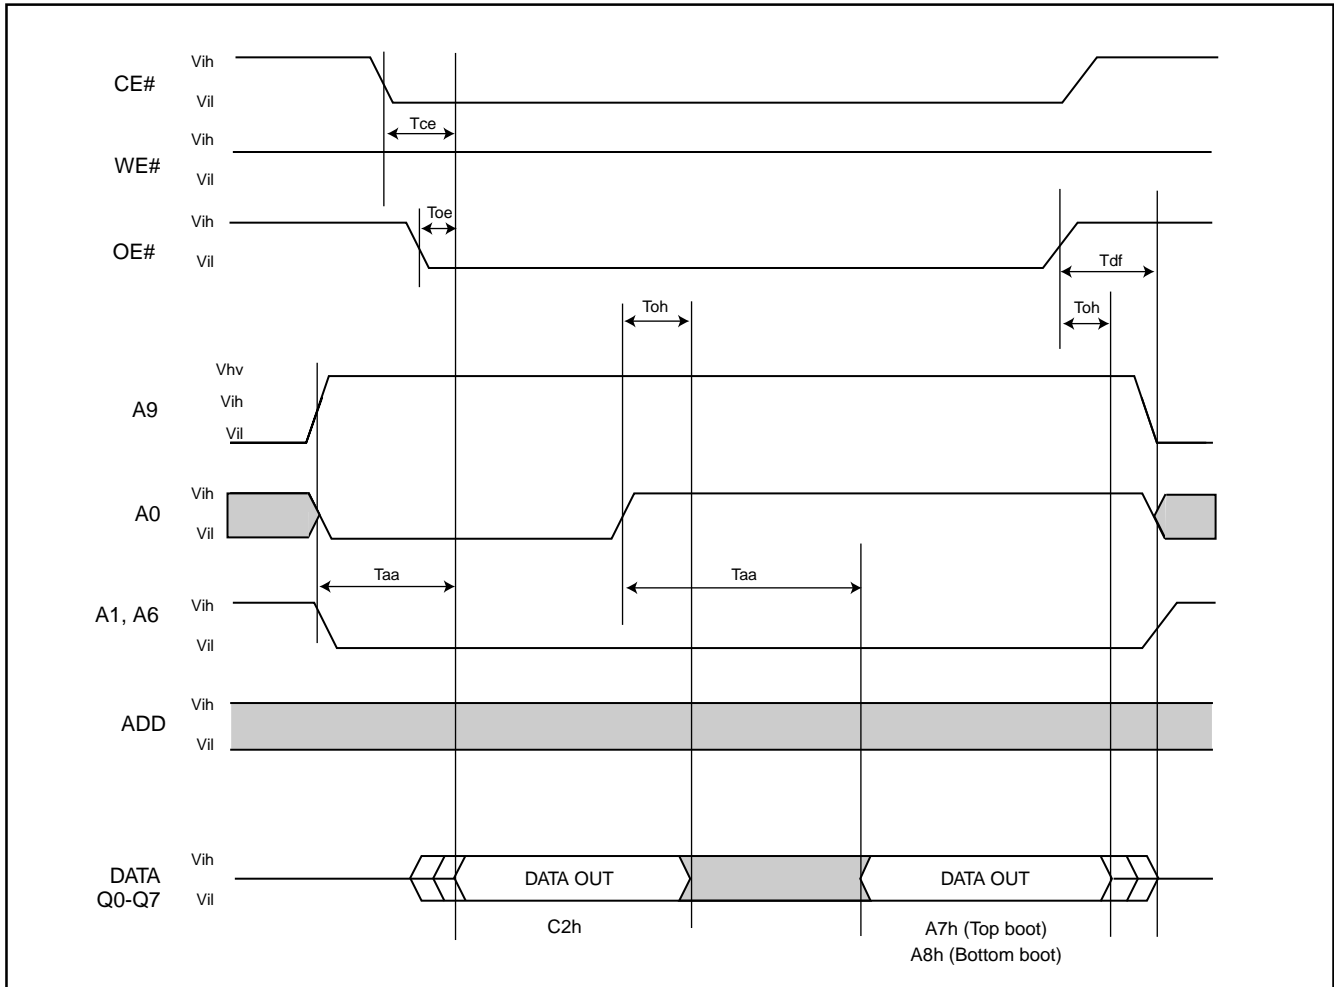 Vih
CE#
Vil
Tce
Vih
WE#
Vil
Toe
Vih
OE#
Vil
Tdf
Toh
Toh
Vhv
Vih
A9
Vil
Vih
A0
Vil
Taa
Taa
Vih
A1, A6
Vil
Vih
ADD
Vil
Vih
DATA
Q0-Q7
Vil
DATA OUT
DATA OUT
C2h
A7h (Top boot)
A8h (Bottom boot)